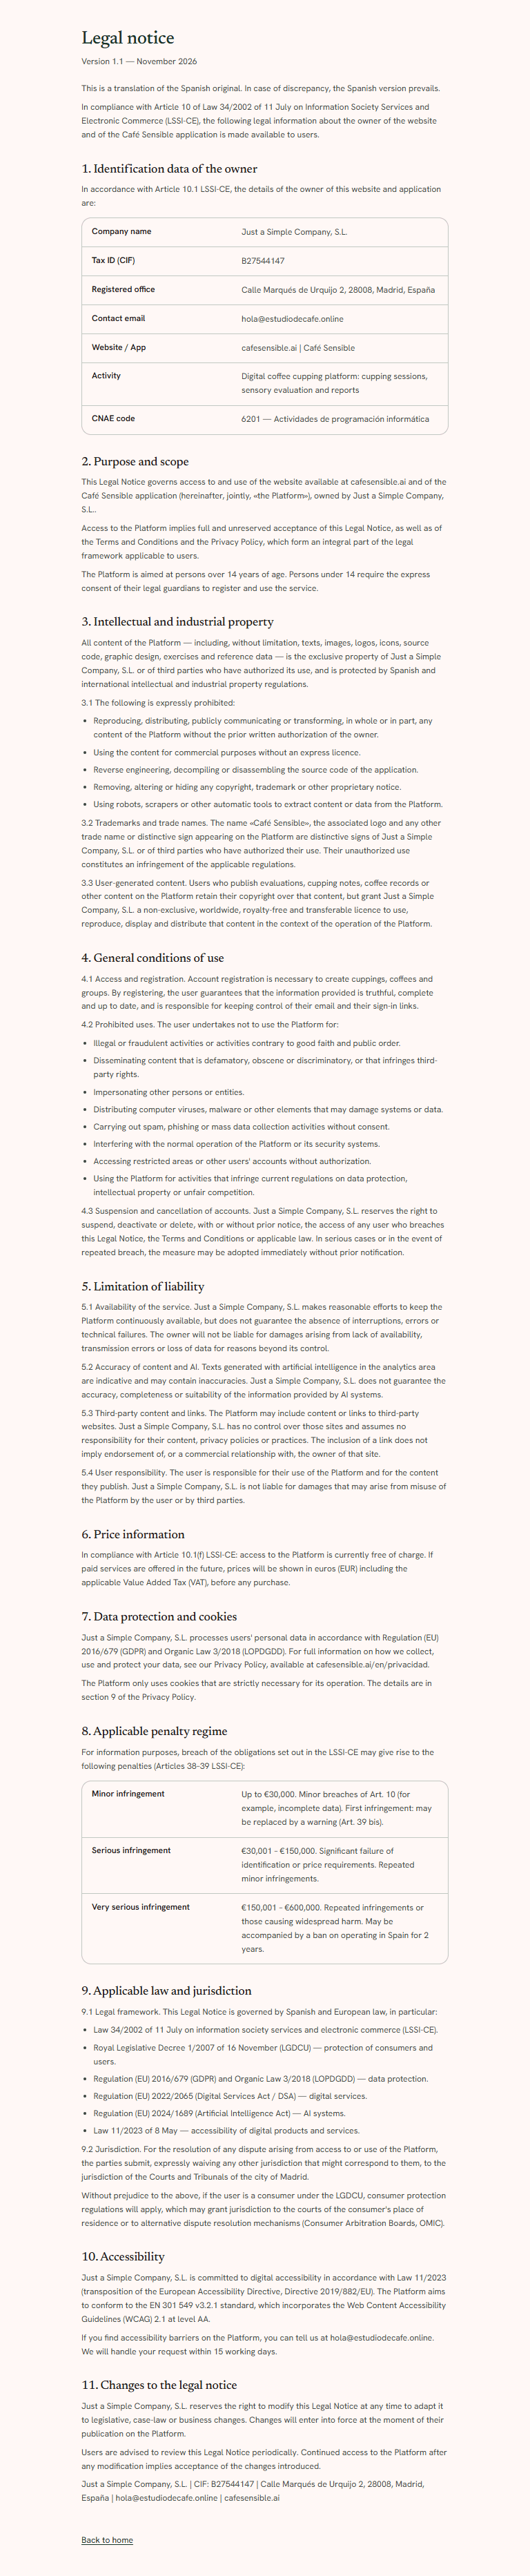 Legal notice
Version 1.1 — November 2026
This is a translation of the Spanish original. In case of discrepancy, the Spanish version prevails.
In compliance with Article 10 of Law 34/2002 of 11 July on Information Society Services and
Electronic Commerce (LSSI-CE), the following legal information about the owner of the website
and of the Café Sensible application is made available to users.
1. Identification data of the owner
In accordance with Article 10.1 LSSI-CE, the details of the owner of this website and application
are:
Company name Just a Simple Company, S.L.
Tax ID (CIF) B27544147
Registered office Calle Marqués de Urquijo 2, 28008, Madrid, España
Contact email hola@estudiodecafe.online
Website / App cafesensible.ai | Café Sensible
Activity Digital coffee cupping platform: cupping sessions,
sensory evaluation and reports
CNAE code 6201 — Actividades de programación informática
2. Purpose and scope
This Legal Notice governs access to and use of the website available at cafesensible.ai and of the
Café Sensible application (hereinafter, jointly, «the Platform»), owned by Just a Simple Company,
S.L..
Access to the Platform implies full and unreserved acceptance of this Legal Notice, as well as of
the Terms and Conditions and the Privacy Policy, which form an integral part of the legal
framework applicable to users.
The Platform is aimed at persons over 14 years of age. Persons under 14 require the express
consent of their legal guardians to register and use the service.
3. Intellectual and industrial property
All content of the Platform — including, without limitation, texts, images, logos, icons, source
code, graphic design, exercises and reference data — is the exclusive property of Just a Simple
Company, S.L. or of third parties who have authorized its use, and is protected by Spanish and
international intellectual and industrial property regulations.
3.1 The following is expressly prohibited:
• Reproducing, distributing, publicly communicating or transforming, in whole or in part, any
content of the Platform without the prior written authorization of the owner.
• Using the content for commercial purposes without an express licence.
• Reverse engineering, decompiling or disassembling the source code of the application.
• Removing, altering or hiding any copyright, trademark or other proprietary notice.
• Using robots, scrapers or other automatic tools to extract content or data from the Platform.
3.2 Trademarks and trade names. The name «Café Sensible», the associated logo and any other
trade name or distinctive sign appearing on the Platform are distinctive signs of Just a Simple
Company, S.L. or of third parties who have authorized their use. Their unauthorized use
constitutes an infringement of the applicable regulations.
3.3 User-generated content. Users who publish evaluations, cupping notes, coffee records or
other content on the Platform retain their copyright over that content, but grant Just a Simple
Company, S.L. a non-exclusive, worldwide, royalty-free and transferable licence to use,
reproduce, display and distribute that content in the context of the operation of the Platform.
4. General conditions of use
4.1 Access and registration. Account registration is necessary to create cuppings, coffees and
groups. By registering, the user guarantees that the information provided is truthful, complete
and up to date, and is responsible for keeping control of their email and their sign-in links.
4.2 Prohibited uses. The user undertakes not to use the Platform for:
• Illegal or fraudulent activities or activities contrary to good faith and public order.
• Disseminating content that is defamatory, obscene or discriminatory, or that infringes third-
party rights.
• Impersonating other persons or entities.
• Distributing computer viruses, malware or other elements that may damage systems or data.
• Carrying out spam, phishing or mass data collection activities without consent.
• Interfering with the normal operation of the Platform or its security systems.
• Accessing restricted areas or other users' accounts without authorization.
• Using the Platform for activities that infringe current regulations on data protection,
intellectual property or unfair competition.
4.3 Suspension and cancellation of accounts. Just a Simple Company, S.L. reserves the right to
suspend, deactivate or delete, with or without prior notice, the access of any user who breaches
this Legal Notice, the Terms and Conditions or applicable law. In serious cases or in the event of
repeated breach, the measure may be adopted immediately without prior notification.
5. Limitation of liability
5.1 Availability of the service. Just a Simple Company, S.L. makes reasonable efforts to keep the
Platform continuously available, but does not guarantee the absence of interruptions, errors or
technical failures. The owner will not be liable for damages arising from lack of availability,
transmission errors or loss of data for reasons beyond its control.
5.2 Accuracy of content and AI. Texts generated with artificial intelligence in the analytics area
are indicative and may contain inaccuracies. Just a Simple Company, S.L. does not guarantee the
accuracy, completeness or suitability of the information provided by AI systems.
5.3 Third-party content and links. The Platform may include content or links to third-party
websites. Just a Simple Company, S.L. has no control over those sites and assumes no
responsibility for their content, privacy policies or practices. The inclusion of a link does not
imply endorsement of, or a commercial relationship with, the owner of that site.
5.4 User responsibility. The user is responsible for their use of the Platform and for the content
they publish. Just a Simple Company, S.L. is not liable for damages that may arise from misuse of
the Platform by the user or by third parties.
6. Price information
In compliance with Article 10.1(f) LSSI-CE: access to the Platform is currently free of charge. If
paid services are offered in the future, prices will be shown in euros (EUR) including the
applicable Value Added Tax (VAT), before any purchase.
7. Data protection and cookies
Just a Simple Company, S.L. processes users' personal data in accordance with Regulation (EU)
2016/679 (GDPR) and Organic Law 3/2018 (LOPDGDD). For full information on how we collect,
use and protect your data, see our Privacy Policy, available at cafesensible.ai/en/privacidad.
The Platform only uses cookies that are strictly necessary for its operation. The details are in
section 9 of the Privacy Policy.
8. Applicable penalty regime
For information purposes, breach of the obligations set out in the LSSI-CE may give rise to the
following penalties (Articles 38-39 LSSI-CE):
Minor infringement Up to €30,000. Minor breaches of Art. 10 (for
example, incomplete data). First infringement: may
be replaced by a warning (Art. 39 bis).
Serious infringement €30,001 – €150,000. Significant failure of
identification or price requirements. Repeated
minor infringements.
Very serious infringement €150,001 – €600,000. Repeated infringements or
those causing widespread harm. May be
accompanied by a ban on operating in Spain for 2
years.
9. Applicable law and jurisdiction
9.1 Legal framework. This Legal Notice is governed by Spanish and European law, in particular:
• Law 34/2002 of 11 July on information society services and electronic commerce (LSSI-CE).
• Royal Legislative Decree 1/2007 of 16 November (LGDCU) — protection of consumers and
users.
• Regulation (EU) 2016/679 (GDPR) and Organic Law 3/2018 (LOPDGDD) — data protection.
• Regulation (EU) 2022/2065 (Digital Services Act / DSA) — digital services.
• Regulation (EU) 2024/1689 (Artificial Intelligence Act) — AI systems.
• Law 11/2023 of 8 May — accessibility of digital products and services.
9.2 Jurisdiction. For the resolution of any dispute arising from access to or use of the Platform,
the parties submit, expressly waiving any other jurisdiction that might correspond to them, to the
jurisdiction of the Courts and Tribunals of the city of Madrid.
Without prejudice to the above, if the user is a consumer under the LGDCU, consumer protection
regulations will apply, which may grant jurisdiction to the courts of the consumer's place of
residence or to alternative dispute resolution mechanisms (Consumer Arbitration Boards, OMIC).
10. Accessibility
Just a Simple Company, S.L. is committed to digital accessibility in accordance with Law 11/2023
(transposition of the European Accessibility Directive, Directive 2019/882/EU). The Platform aims
to conform to the EN 301 549 v3.2.1 standard, which incorporates the Web Content Accessibility
Guidelines (WCAG) 2.1 at level AA.
If you find accessibility barriers on the Platform, you can tell us at hola@estudiodecafe.online.
We will handle your request within 15 working days.
11. Changes to the legal notice
Just a Simple Company, S.L. reserves the right to modify this Legal Notice at any time to adapt it
to legislative, case-law or business changes. Changes will enter into force at the moment of their
publication on the Platform.
Users are advised to review this Legal Notice periodically. Continued access to the Platform after
any modification implies acceptance of the changes introduced.
Just a Simple Company, S.L. | CIF: B27544147 | Calle Marqués de Urquijo 2, 28008, Madrid,
España | hola@estudiodecafe.online | cafesensible.ai
Back to home